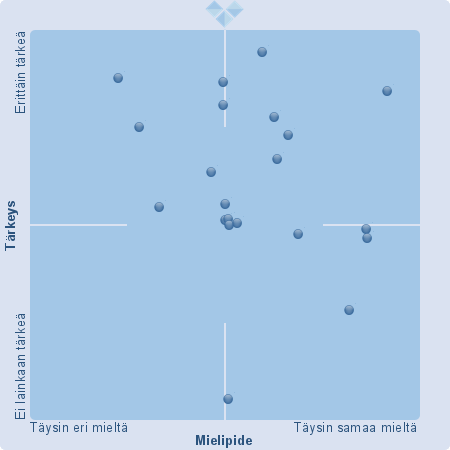 Erittäin tärkeä
Tärkeys
Ei lainkaan tärkeä
Täysin eri mieltä
Täysin samaa mieltä
Mielipide